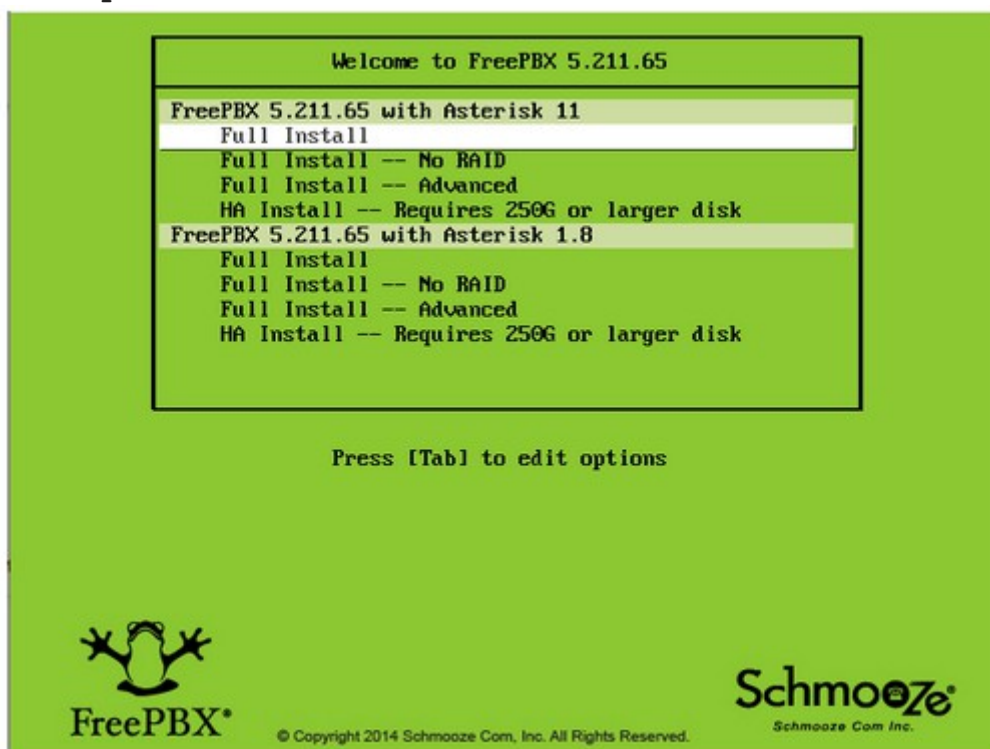 Welcome to FreePBX 5.211.65
FreePBX 5.211.65 with Asterisk 11
Full Install
Full Install -- No RAID
Full Install -- Advanced
HA Install -- Requires 250G or larger disk
FreePBX 5.211.65 with Asterisk 1.8
Full Install
Full Install -- No RAID
Full Install -- Advanced
HA Install -- Requires 250G or larger disk
Press [Tab] to edit options
FreePBX®
© Copyright 2014 Schmooze Com, Inc. All Rights Reserved.
Schmooze®
Schmooze Com Inc.